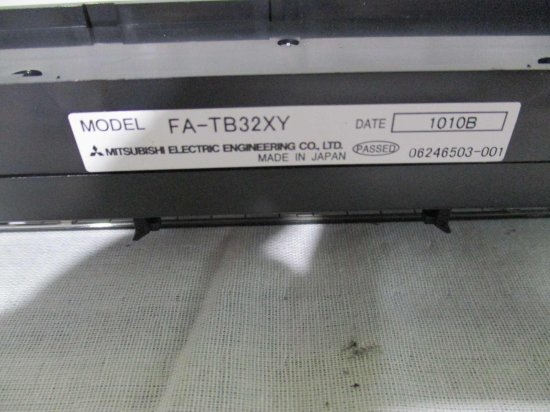 MODEL FA-TB32XY DATE 1010B
MITSUBISHI ELECTRIC ENGINEERING CO., LTD.
MADE IN JAPAN PASSED 06246503-001